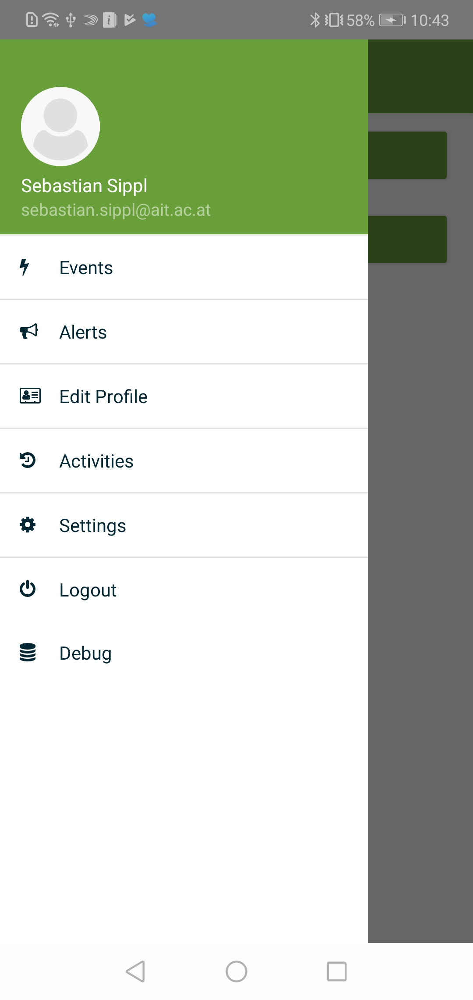 58% 10:43
Sebastian Sippl
sebastian.sippl@ait.ac.at
Events
Alerts
Edit Profile
Activities
Settings
Logout
Debug